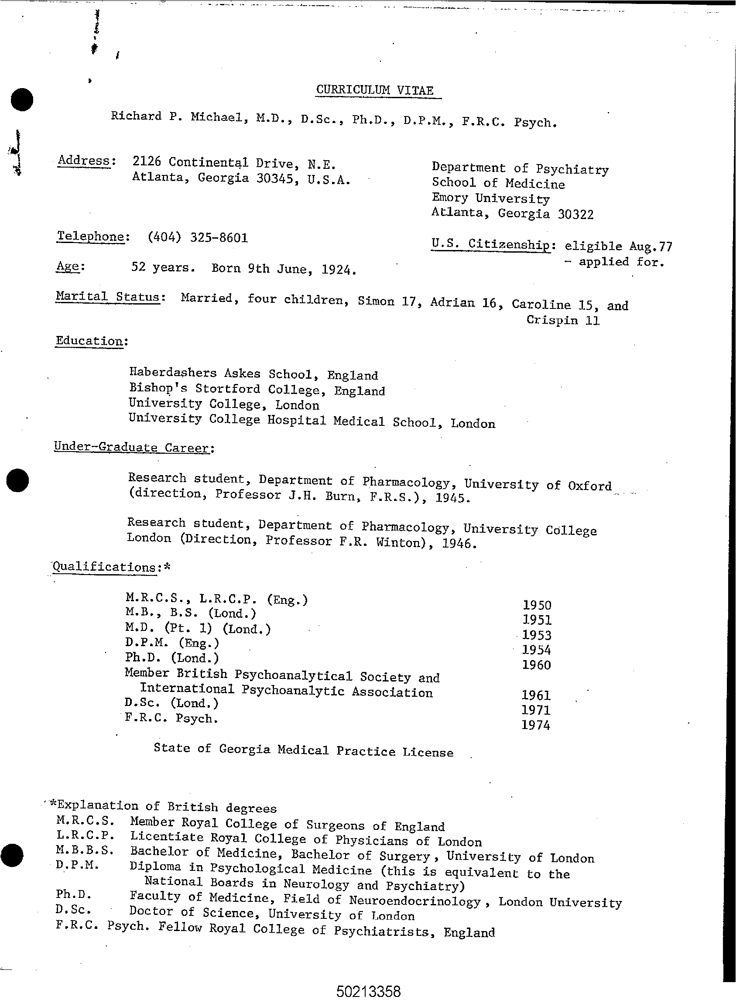 CURRICULUM VITAE
Richard P. Michael, M.D., D.Sc., Ph.D., D.P.M., F.R.C. Psych.
Address: 2126 Continental Drive, N.E.
Atlanta, Georgia 30345, U.S.A.
Department of Psychiatry
School of Medicine
Emory University
Atlanta, Georgia 30322
Telephone: (404) 325-8601
U.S. Citizenship: eligible Aug.77
- applied for.
Age: 52 years. Born 9th June, 1924.
Marital Status: Married, four children, Simon 17, Adrian 16, Caroline 15, and
Crispin 11
Education:
Haberdashers Askes School, England
Bishop's Stortford College, England
University College, London
University College Hospital Medical School, London
Under-Graduate Career:
Research student, Department of Pharmacology, University of Oxford
(direction, Professor J.H. Burn, F.R.S.), 1945.
Research student, Department of Pharmacology, University College
London (Direction, Professor F.R. Winton), 1946.
Qualifications:*
M.R.C.S., L.R.C.P. (Eng.) 1950
M.B., B.S. (Lond.) 1951
M.D. (Pt. 1) (Lond.) 1953
D.P.M. (Eng.) 1954
Ph.D. (Lond.) 1960
Member British Psychoanalytical Society and
International Psychoanalytic Association 1961
D.Sc. (Lond.) 1971
F.R.C. Psych. 1974
State of Georgia Medical Practice License
*Explanation of British degrees
M.R.C.S. Member Royal College of Surgeons of England
L.R.C.P. Licentiate Royal College of Physicians of London
M.B.B.S. Bachelor of Medicine, Bachelor of Surgery, University of London
D.P.M. Diploma in Psychological Medicine (this is equivalent to the
National Boards in Neurology and Psychiatry)
Ph.D. Faculty of Medicine, Field of Neuroendocrinology, London University
D.Sc. Doctor of Science, University of London
F.R.C. Psych. Fellow Royal College of Psychiatrists, England
50213358